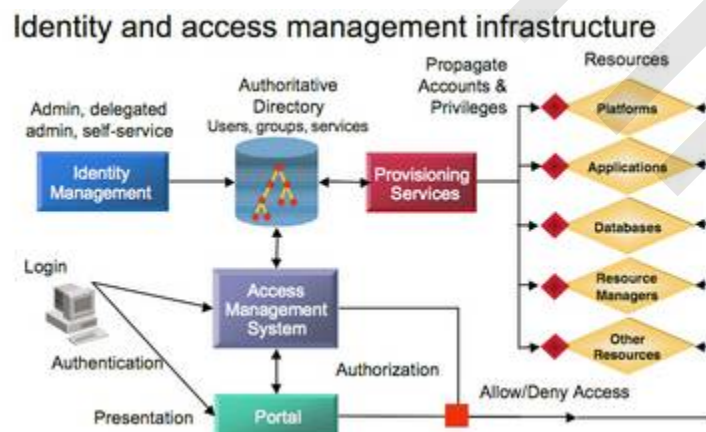 Identity and access management infrastructure
Propagate
Accounts &
Privileges
Resources
Authoritative
Directory
Users, groups, services
Admin, delegated
admin, self-service
Identity
Management
Provisioning
Services
Platforms
Applications
Databases
Resource
Managers
Other
Resources
Login
Access
Management
System
Authentication
Authorization
Allow/Deny Access
Presentation
Portal